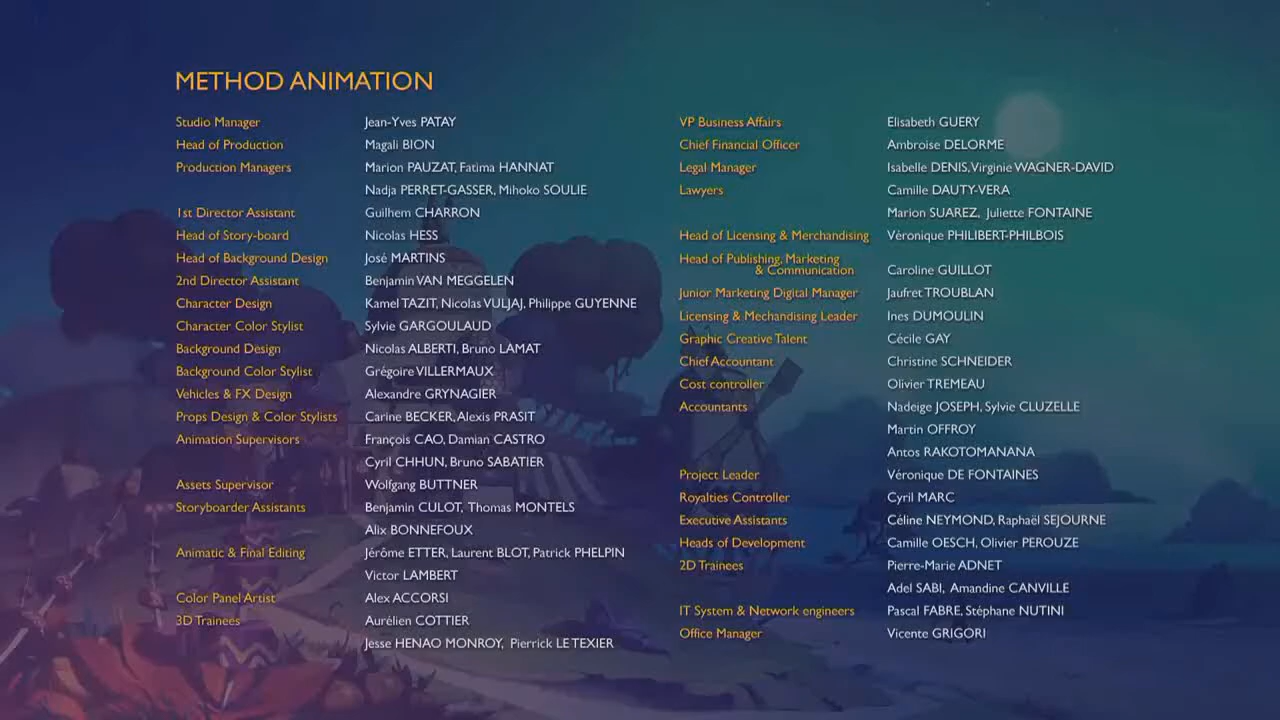 METHOD ANIMATION
Studio Manager Jean-Yves PATAY
Head of Production Magali BION
Production Managers Marion PAUZAT, Fatima HANNAT
Nadja PERRET-GASSER, Mihoko SOULIE
1st Director Assistant Guilhem CHARRON
Head of Story-board Nicolas HESS
Head of Background Design José MARTINS
2nd Director Assistant Benjamin VAN MEGGELEN
Character Design Kamel TAZIT, Nicolas VULJAJ, Philippe GUYENNE
Character Color Stylist Sylvie GARGOULAUD
Background Design Nicolas ALBERTI, Bruno LAMAT
Background Color Stylist Grégoire VILLERMAUX
Vehicles & FX Design Alexandre GRYNAGIER
Props Design & Color Stylists Carine BECKER, Alexis PRASIT
Animation Supervisors François CAO, Damian CASTRO
Cyril CHHUN, Bruno SABATIER
Assets Supervisor Wolfgang BUTTNER
Storyboarder Assistants Benjamin CULOT, Thomas MONTELS
Alix BONNEFOUX
Animatic & Final Editing Jérôme ETTER, Laurent BLOT, Patrick PHELPIN
Victor LAMBERT
Color Panel Artist Alex ACCORSI
3D Trainees Aurélien COTTIER
Jesse HENAO MONROY, Pierrick LE TEXIER
VP Business Affairs Elisabeth GUERY
Chief Financial Officer Ambroise DELORME
Legal Manager Isabelle DENIS, Virginie WAGNER-DAVID
Lawyers Camille DAUTY-VERA
Marion SUAREZ, Juliette FONTAINE
Head of Licensing & Merchandising Véronique PHILIBERT-PHILBOIS
Head of Publishing, Marketing
& Communication Caroline GUILLOT
Junior Marketing Digital Manager Jaufret TROUBLAN
Licensing & Mechandising Leader Ines DUMOULIN
Graphic Creative Talent Cécile GAY
Chief Accountant Christine SCHNEIDER
Cost controller Olivier TREMEAU
Accountants Nadeige JOSEPH, Sylvie CLUZELLE
Martin OFFROY
Antos RAKOTOMANANA
Project Leader Véronique DE FONTAINES
Royalties Controller Cyril MARC
Executive Assistants Céline NEYMOND, Raphaël SEJOURNE
Heads of Development Camille OESCH, Olivier PEROUZE
2D Trainees Pierre-Marie ADNET
Adel SABI, Amandine CANVILLE
IT System & Network engineers Pascal FABRE, Stéphane NUTINI
Office Manager Vicente GRIGORI